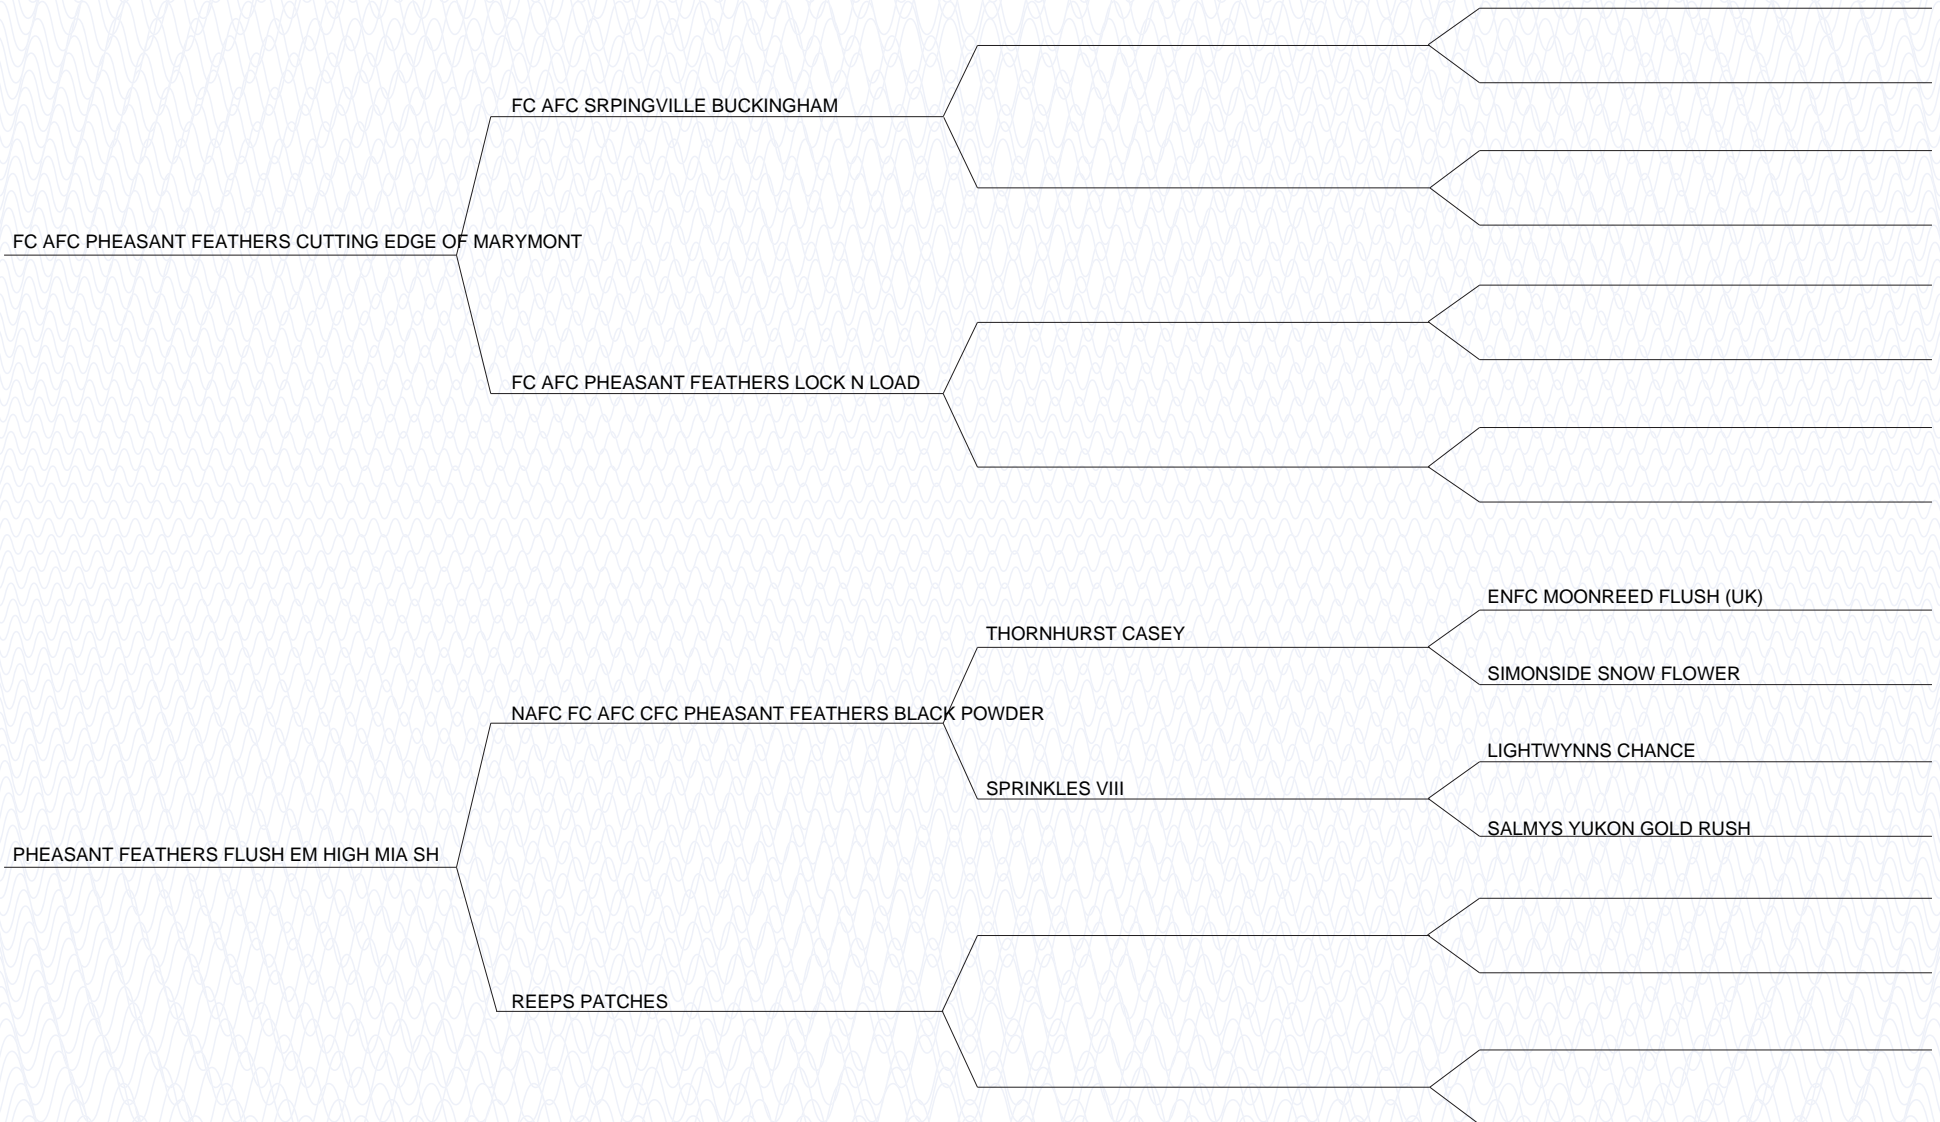 FC AFC SRPINGVILLE BUCKINGHAM
FC AFC PHEASANT FEATHERS CUTTING EDGE OF MARYMONT
FC AFC PHEASANT FEATHERS LOCK N LOAD
ENFC MOONREED FLUSH (UK)
THORNHURST CASEY
SIMONSIDE SNOW FLOWER
NAFC FC AFC CFC PHEASANT FEATHERS BLACK POWDER
LIGHTWYNNS CHANCE
SPRINKLES VIII
SALMYS YUKON GOLD RUSH
PHEASANT FEATHERS FLUSH EM HIGH MIA SH
REEPS PATCHES